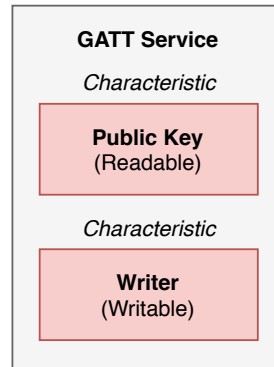 GATT Service
Characteristic
Public Key
(Readable)
Characteristic
Writer
(Writable)